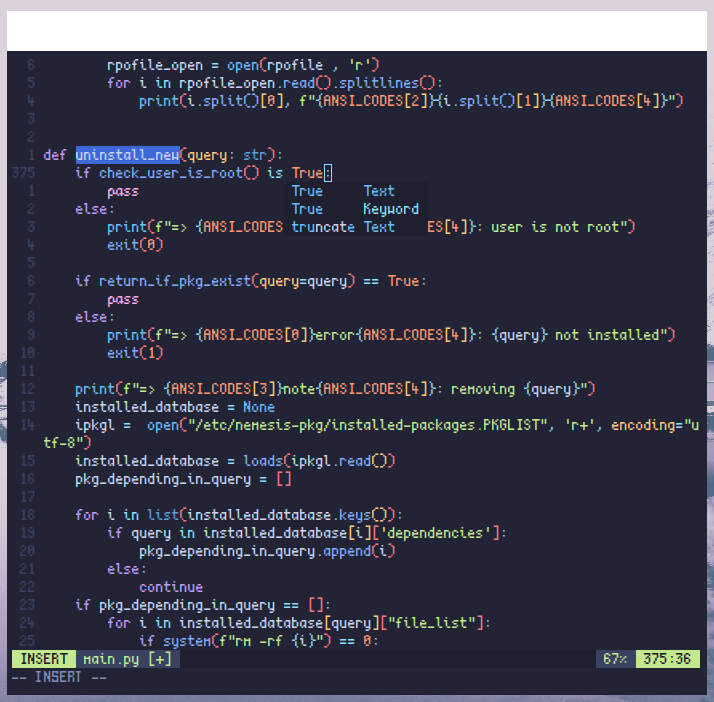 6 rpofile_open = open(rpofile , 'r')
5 for i in rpofile_open.read().splitlines():
4 print(i.split()[0], f"{ANSI_CODES[2]}{i.split()[1]}{ANSI_CODES[4]}")
3
2
1 def uninstall_new(query: str):
375 if check_user_is_root() is True:
1 pass True Text
2 else: True Keyword
3 print(f"=> {ANSI_CODES truncate Text ES[4]}: user is not root")
4 exit(0)
5
6 if return_if_pkg_exist(query=query) == True:
7 pass
8 else:
9 print(f"=> {ANSI_CODES[0]}error{ANSI_CODES[4]}: {query} not installed")
10 exit(1)
11
12 print(f"=> {ANSI_CODES[3]}note{ANSI_CODES[4]}: removing {query}")
13 installed_database = None
14 ipkgl =  open("/etc/nemesis-pkg/installed-packages.PKGLIST", 'r+', encoding="u
tf-8")
15 installed_database = loads(ipkgl.read())
16 pkg_depending_in_query = []
17
18 for i in list(installed_database.keys()):
19 if query in installed_database[i]['dependencies']:
20 pkg_depending_in_query.append(i)
21 else:
22 continue
23 if pkg_depending_in_query == []:
24 for i in installed_database[query]["file_list"]:
25 if system(f"rm -rf {i}") == 0:
INSERT main.py [+] 67% 375:36
-- INSERT --